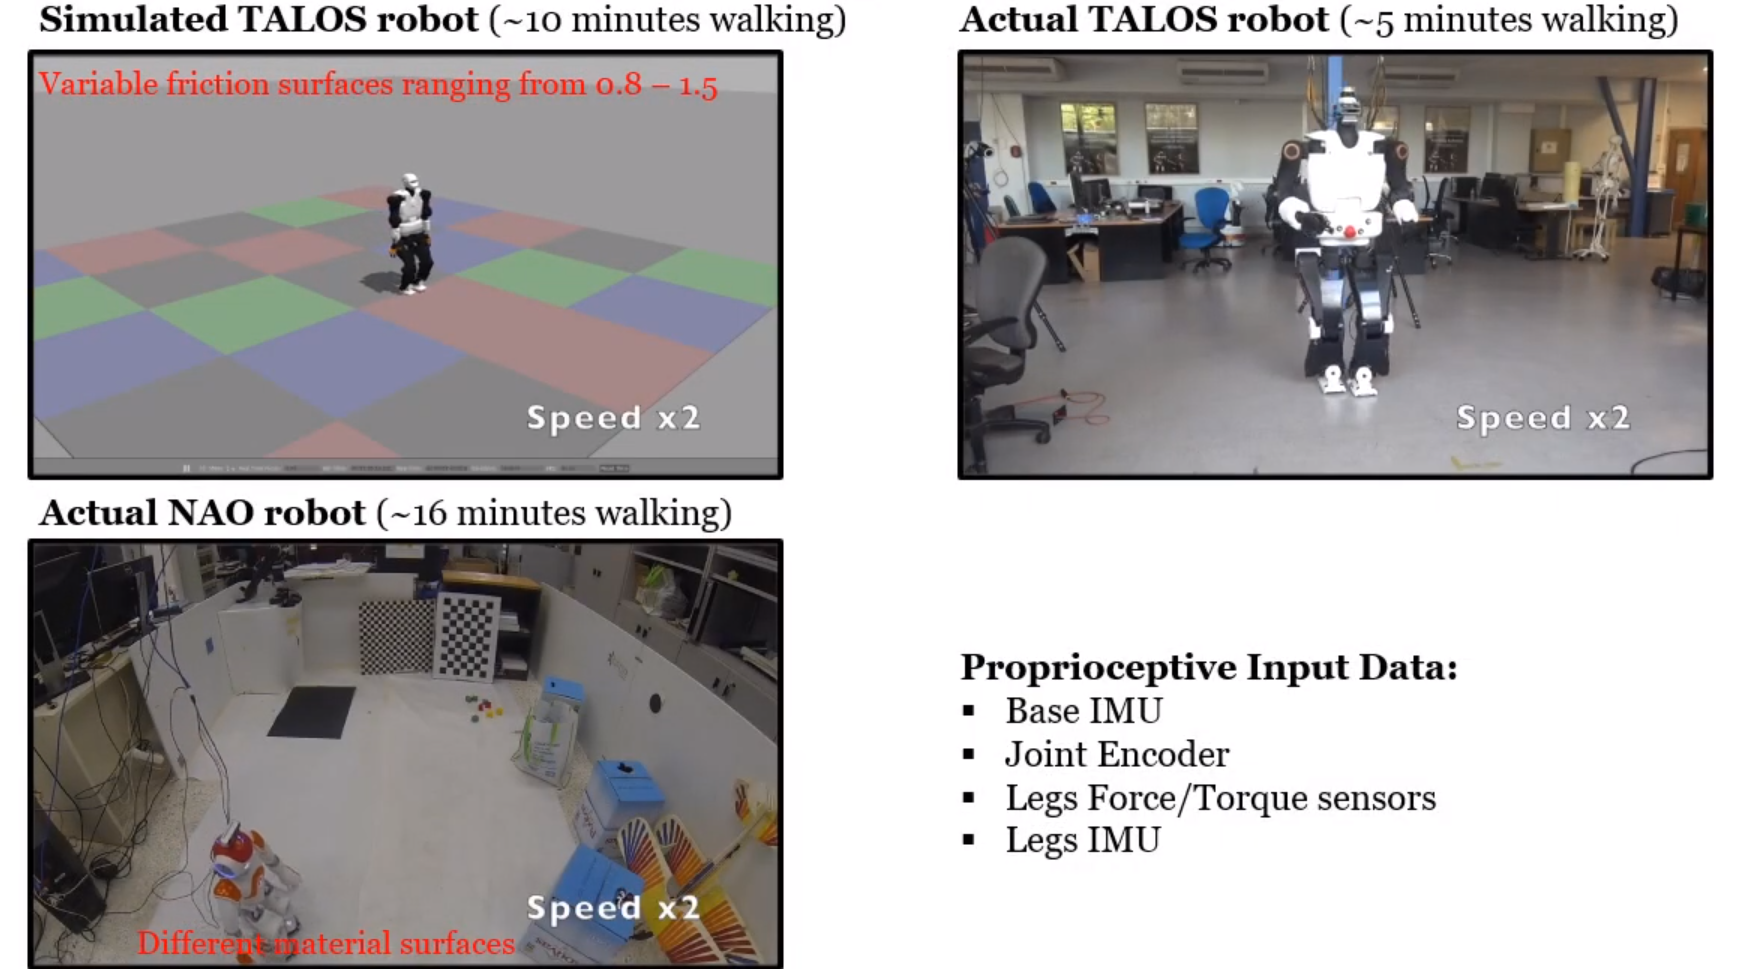 Simulated TALOS robot (~10 minutes walking)
Variable friction surfaces ranging from 0.8 – 1.5
Speed x2
Actual TALOS robot (~5 minutes walking)
Speed x2
Actual NAO robot (~16 minutes walking)
Speed x2
Different material surfaces
Proprioceptive Input Data:
▪ Base IMU
▪ Joint Encoder
▪ Legs Force/Torque sensors
▪ Legs IMU